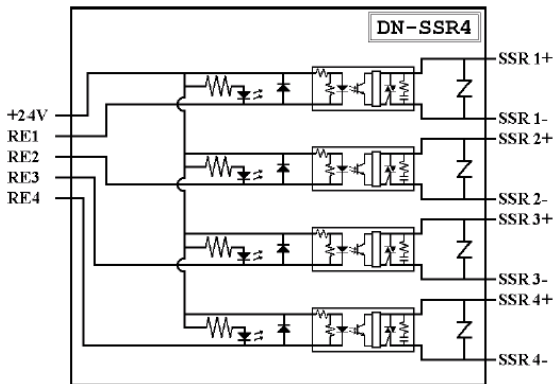 DN-SSR4
SSR 1+
+24V
SSR 1-
RE1
SSR 2+
RE2
RE3
SSR 2-
RE4
SSR 3+
SSR 3-
SSR 4+
SSR 4-